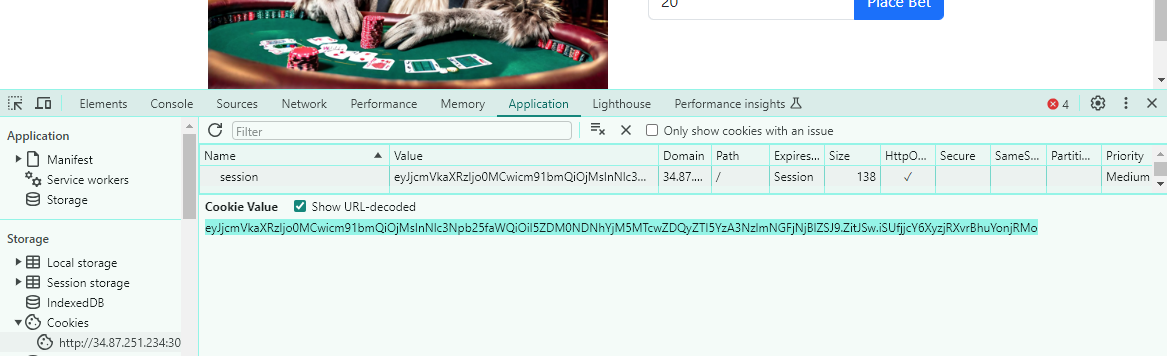 20 Place Bet
Elements Console Sources Network Performance Memory Application Lighthouse Performance insights 4
Application
Manifest
Service workers
Storage
Storage
Local storage
Session storage
IndexedDB
Cookies
http://34.87.251.234:30
Filter Only show cookies with an issue
Name Value Domain Path Expires... Size HttpO... Secure SameS... Partiti... Priority
session eyJjcmVkaXRzIjo0MCwicm91bmQiOjMsInNlc3... 34.87.... / Session 138 ✓ Medium
Cookie Value Show URL-decoded
eyJjcmVkaXRzIjo0MCwicm91bmQiOjMsInNlc3Npb25faWQiOiI5ZDM0NDNhYjM5MTcwZDQyZTI5YzA3NzImNGFjNjBlZSJ9.ZitJSw.iSUfjjcY6XyzjRXvrBhuYonjRMo